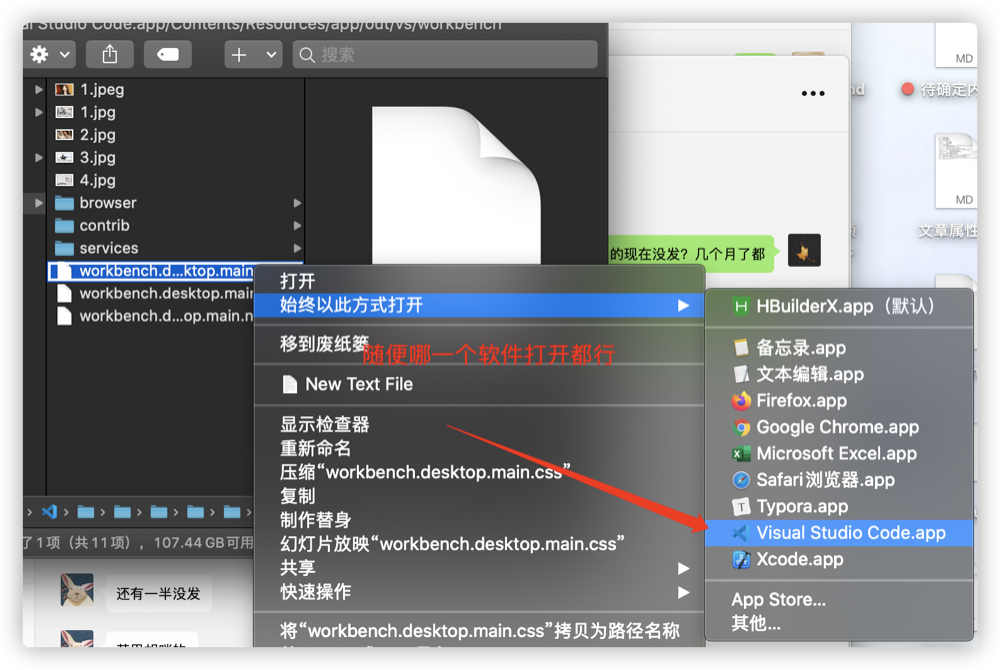 Visual Studio Code.app/Contents/Resources/app/out/vs/workbench
搜索
1.jpeg
1.jpg
2.jpg
3.jpg
4.jpg
browser
contrib
services
workbench.d...ktop.main
workbench.desktop.main
workbench.d...op.main.n
了1项（共11项），107.44 GB可用
打开
始终以此方式打开
移到废纸篓
随便哪一个软件打开都行
New Text File
显示检查器
重新命名
压缩“workbench.desktop.main.css”
复制
制作替身
幻灯片放映“workbench.desktop.main.css”
共享
快速操作
将“workbench.desktop.main.css”拷贝为路径名称
HBuilderX.app（默认）
备忘录.app
文本编辑.app
Firefox.app
Google Chrome.app
Microsoft Excel.app
Safari浏览器.app
Typora.app
Visual Studio Code.app
Xcode.app
App Store...
其他...
的现在没发？几个月了都
还有一半没发
MD
待确定内
MD
文章属性